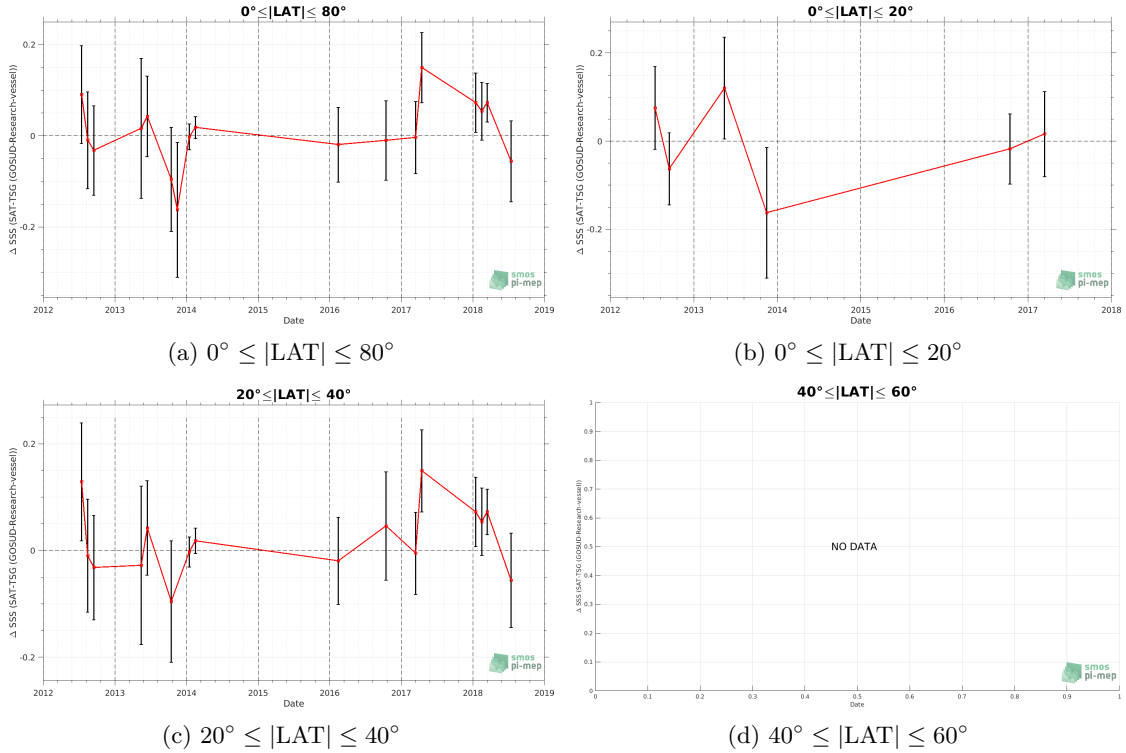 0°≤|LAT|≤ 80°
Δ SSS (SAT-TSG (GOSUD-Research-vessel))
0.2
0
-0.2
2012 2013 2014 2015 2016 2017 2018 2019
Date
smos
pi-mep
(a) 0° ≤ |LAT| ≤ 80°
0°≤|LAT|≤ 20°
Δ SSS (SAT-TSG (GOSUD-Research-vessel))
0.2
0
-0.2
2012 2013 2014 2015 2016 2017 2018
Date
smos
pi-mep
(b) 0° ≤ |LAT| ≤ 20°
20°≤|LAT|≤ 40°
Δ SSS (SAT-TSG (GOSUD-Research-vessel))
0.2
0
-0.2
2012 2013 2014 2015 2016 2017 2018 2019
Date
smos
pi-mep
(c) 20° ≤ |LAT| ≤ 40°
40°≤|LAT|≤ 60°
Δ SSS (SAT-TSG (GOSUD-Research-vessel))
1
0.9
0.8
0.7
0.6
0.5
0.4
0.3
0.2
0.1
0
NO DATA
0 0.1 0.2 0.3 0.4 0.5 0.6 0.7 0.8 0.9 1
Date
smos
pi-mep
(d) 40° ≤ |LAT| ≤ 60°